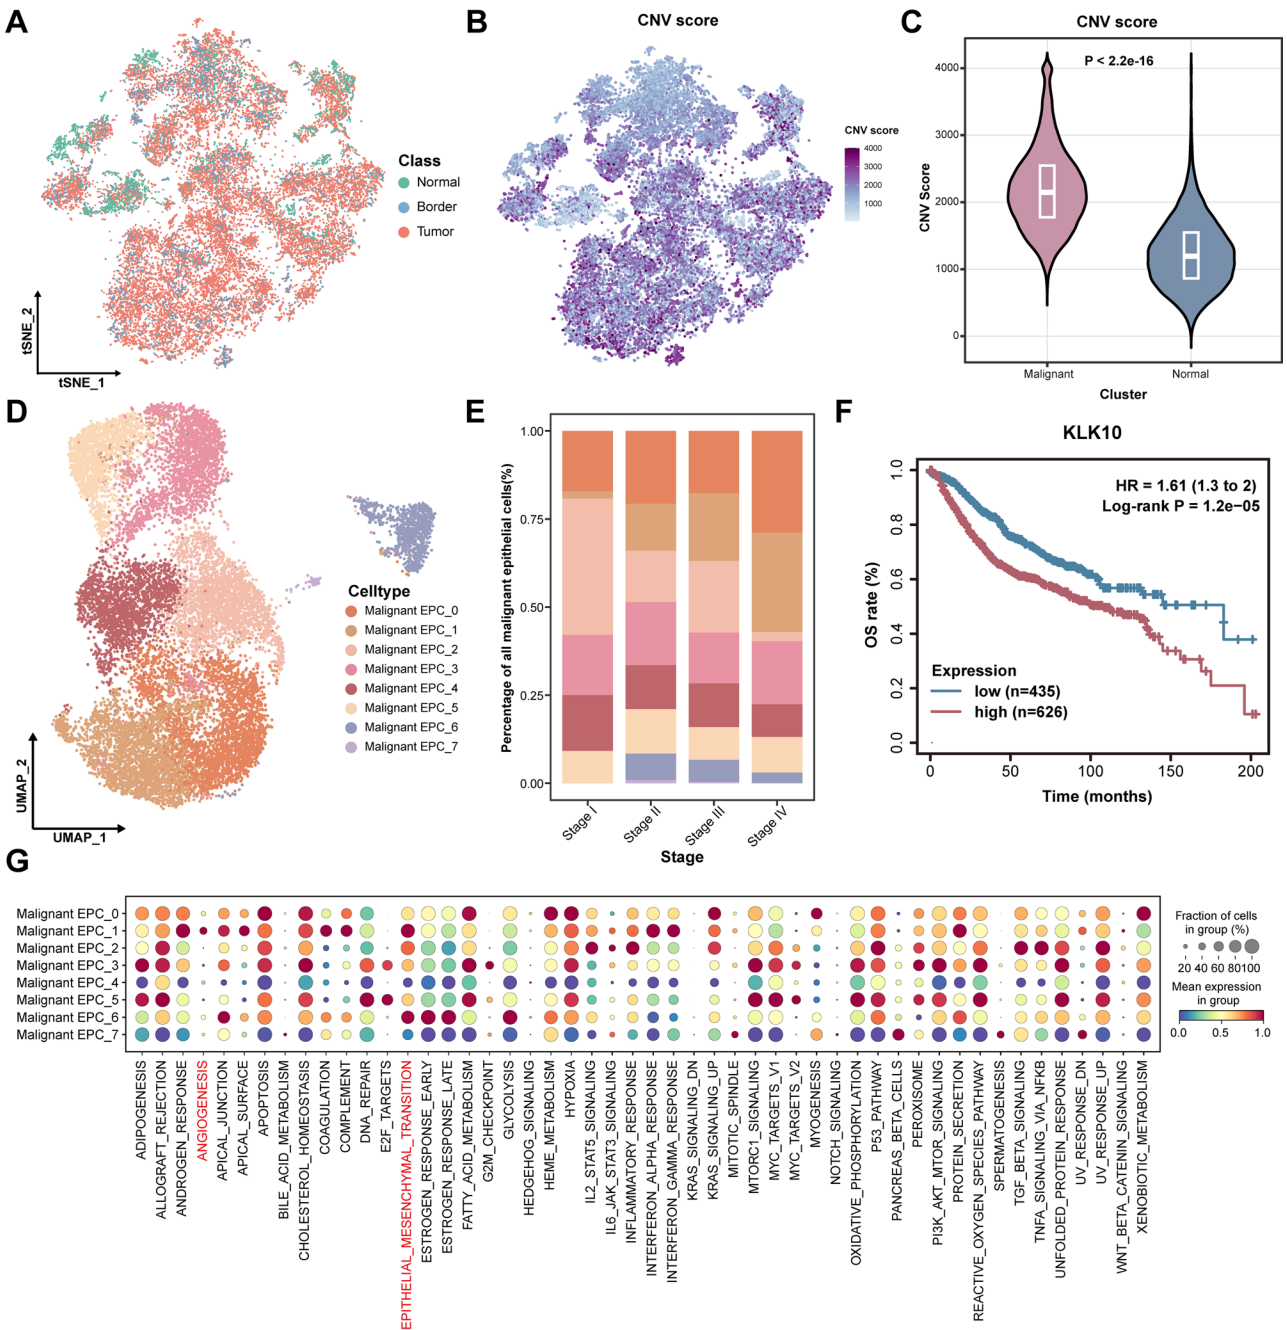 A
Class
Normal
Border
Tumor
tSNE_2
tSNE_1
B
CNV score
CNV score
4000
3000
2000
1000
C
CNV score
P < 2.2e-16
4000
3000
2000
1000
0
CNV Score
Malignant
Normal
Cluster
D
Celltype
Malignant EPC_0
Malignant EPC_1
Malignant EPC_2
Malignant EPC_3
Malignant EPC_4
Malignant EPC_5
Malignant EPC_6
Malignant EPC_7
UMAP_2
UMAP_1
E
Percentage of all malignant epithelial cells(%)
1.00
0.75
0.50
0.25
0.00
Stage I
Stage II
Stage III
Stage IV
Stage
F
KLK10
HR = 1.61 (1.3 to 2)
Log-rank P = 1.2e−05
OS rate (%)
1.0
0.8
0.6
0.4
0.2
0.0
Expression
low (n=435)
high (n=626)
0
50
100
150
200
Time (months)
G
Malignant EPC_0
Malignant EPC_1
Malignant EPC_2
Malignant EPC_3
Malignant EPC_4
Malignant EPC_5
Malignant EPC_6
Malignant EPC_7
Fraction of cells
in group (%)
20 40 60 80100
Mean expression
in group
0.0
0.5
1.0
ADIPOGENESIS
ALLOGRAFT_REJECTION
ANDROGEN_RESPONSE
ANGIOGENESIS
APICAL_JUNCTION
APICAL_SURFACE
APOPTOSIS
BILE_ACID_METABOLISM
CHOLESTEROL_HOMEOSTASIS
COAGULATION
COMPLEMENT
DNA_REPAIR
E2F_TARGETS
EPITHELIAL_MESENCHYMAL_TRANSITION
ESTROGEN_RESPONSE_EARLY
ESTROGEN_RESPONSE_LATE
FATTY_ACID_METABOLISM
G2M_CHECKPOINT
GLYCOLYSIS
HEDGEHOG_SIGNALING
HEME_METABOLISM
HYPOXIA
IL2_STAT5_SIGNALING
IL6_JAK_STAT3_SIGNALING
INFLAMMATORY_RESPONSE
INTERFERON_ALPHA_RESPONSE
INTERFERON_GAMMA_RESPONSE
KRAS_SIGNALING_DN
KRAS_SIGNALING_UP
MITOTIC_SPINDLE
MTORC1_SIGNALING
MYC_TARGETS_V1
MYC_TARGETS_V2
MYOGENESIS
NOTCH_SIGNALING
OXIDATIVE_PHOSPHORYLATION
P53_PATHWAY
PANCREAS_BETA_CELLS
PEROXISOME
PI3K_AKT_MTOR_SIGNALING
PROTEIN_SECRETION
REACTIVE_OXYGEN_SPECIES_PATHWAY
SPERMATOGENESIS
TGF_BETA_SIGNALING
TNFA_SIGNALING_VIA_NFKB
UNFOLDED_PROTEIN_RESPONSE
UV_RESPONSE_DN
UV_RESPONSE_UP
WNT_BETA_CATENIN_SIGNALING
XENOBIOTIC_METABOLISM